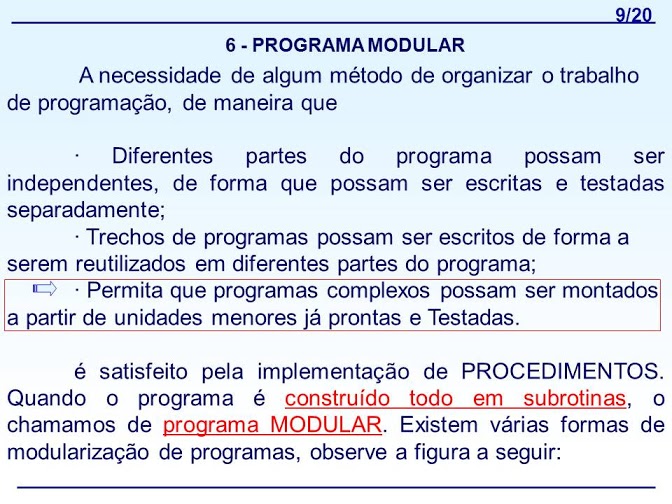 9/20
6 - PROGRAMA MODULAR
A necessidade de algum método de organizar o trabalho
de programação, de maneira que
· Diferentes partes do programa possam ser
independentes, de forma que possam ser escritas e testadas
separadamente;
· Trechos de programas possam ser escritos de forma a
serem reutilizados em diferentes partes do programa;
· Permita que programas complexos possam ser montados
a partir de unidades menores já prontas e Testadas.
é satisfeito pela implementação de PROCEDIMENTOS.
Quando o programa é construído todo em subrotinas, o
chamamos de programa MODULAR. Existem várias formas de
modularização de programas, observe a figura a seguir: